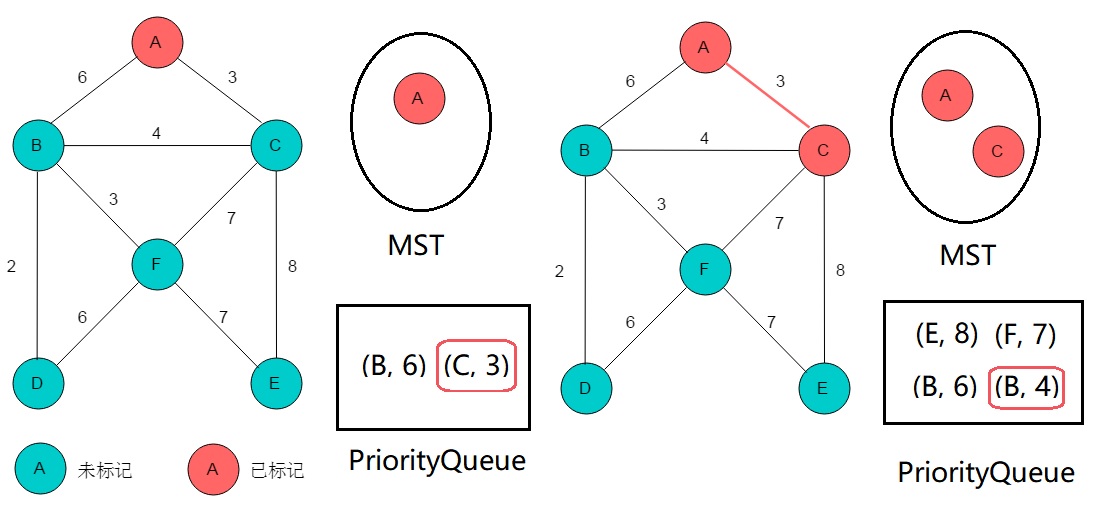 A
6
3
B
4
C
3
7
2
F
8
6
7
D
E
A
MST
(B, 6) (C, 3)
PriorityQueue
A 未标记
A 已标记
A
6
3
B
4
C
3
7
2
F
8
6
7
D
E
A
C
MST
(E, 8) (F, 7)
(B, 6) (B, 4)
PriorityQueue